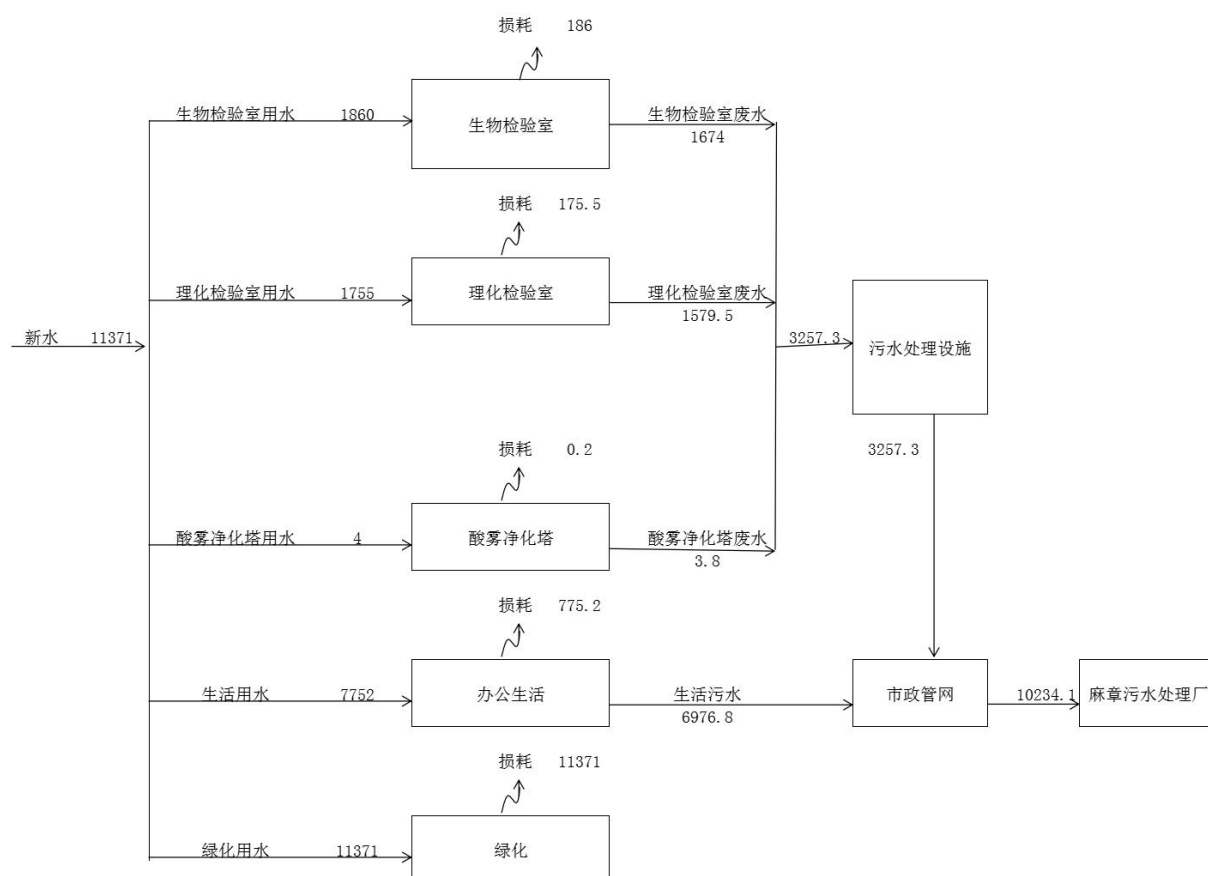 损耗 186
生物检验室用水 1860
生物检验室
生物检验室废水
1674
损耗 175.5
理化检验室用水 1755
理化检验室
理化检验室废水
1579.5
新水 11371
3257.3
污水处理设施
3257.3
损耗 0.2
酸雾净化塔用水 4
酸雾净化塔
酸雾净化塔废水
3.8
损耗 775.2
生活用水 7752
办公生活
生活污水
6976.8
市政管网
10234.1
麻章污水处理厂
损耗 11371
绿化用水 11371
绿化